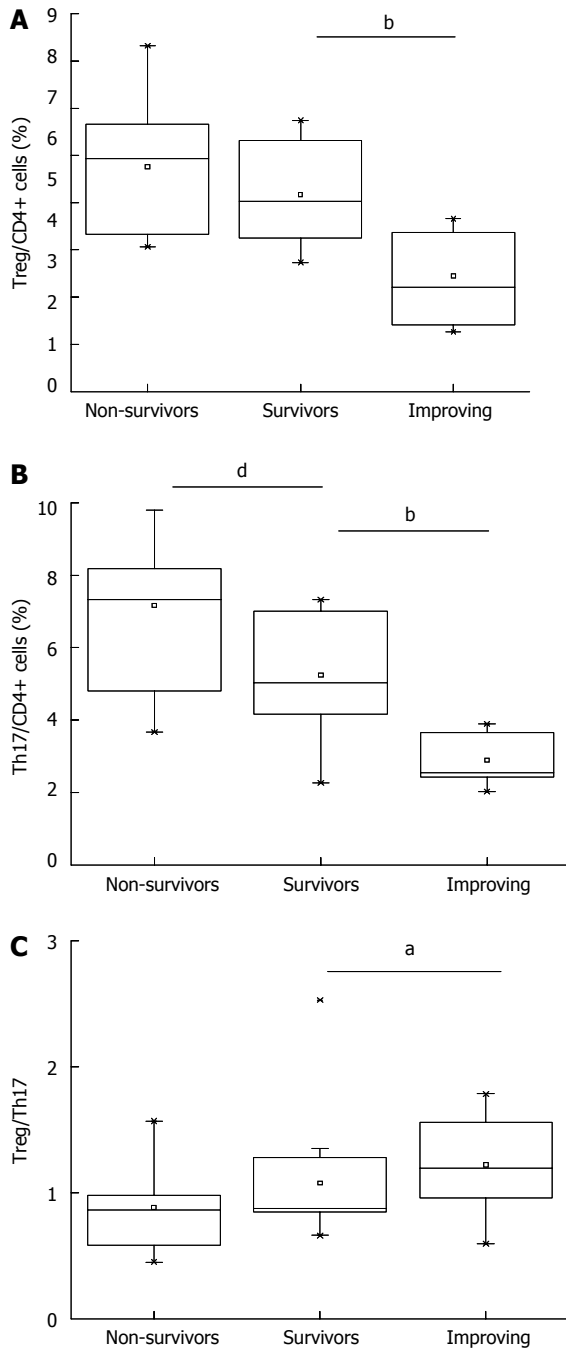 A
b
9
8
7
6
5
4
3
2
1
0
Treg/CD4+ cells (%)
Non-survivors Survivors Improving
B
d
b
10
8
6
4
2
0
Th17/CD4+ cells (%)
Non-survivors Survivors Improving
C
a
3
2
1
0
Treg/Th17
Non-survivors Survivors Improving